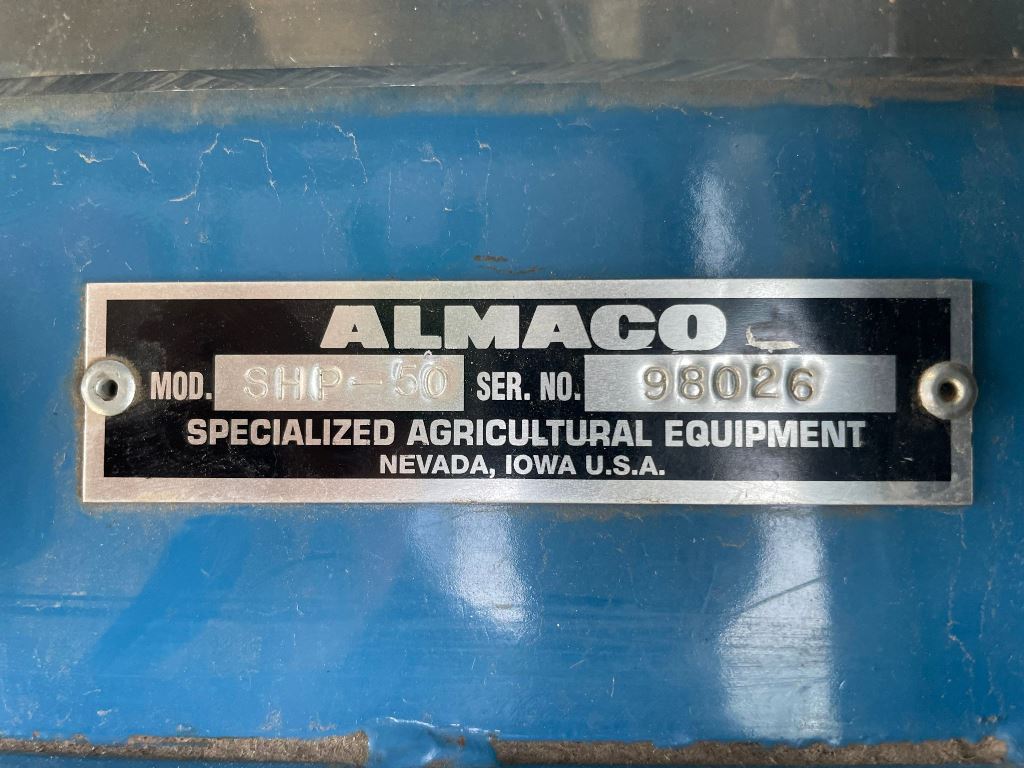 ALMACO
MOD. SHP-50 SER. NO. 98026
SPECIALIZED AGRICULTURAL EQUIPMENT
NEVADA, IOWA U.S.A.